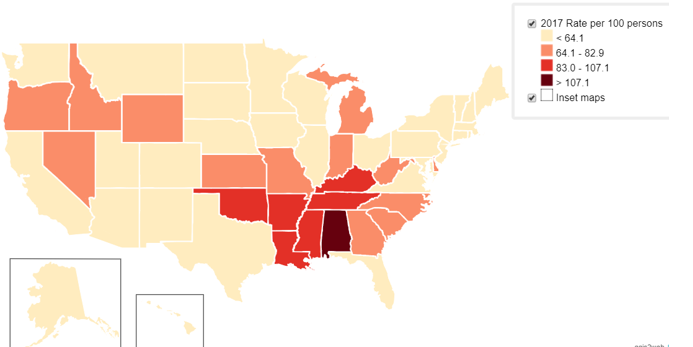 2017 Rate per 100 persons
< 64.1
64.1 - 82.9
83.0 - 107.1
> 107.1
Inset maps